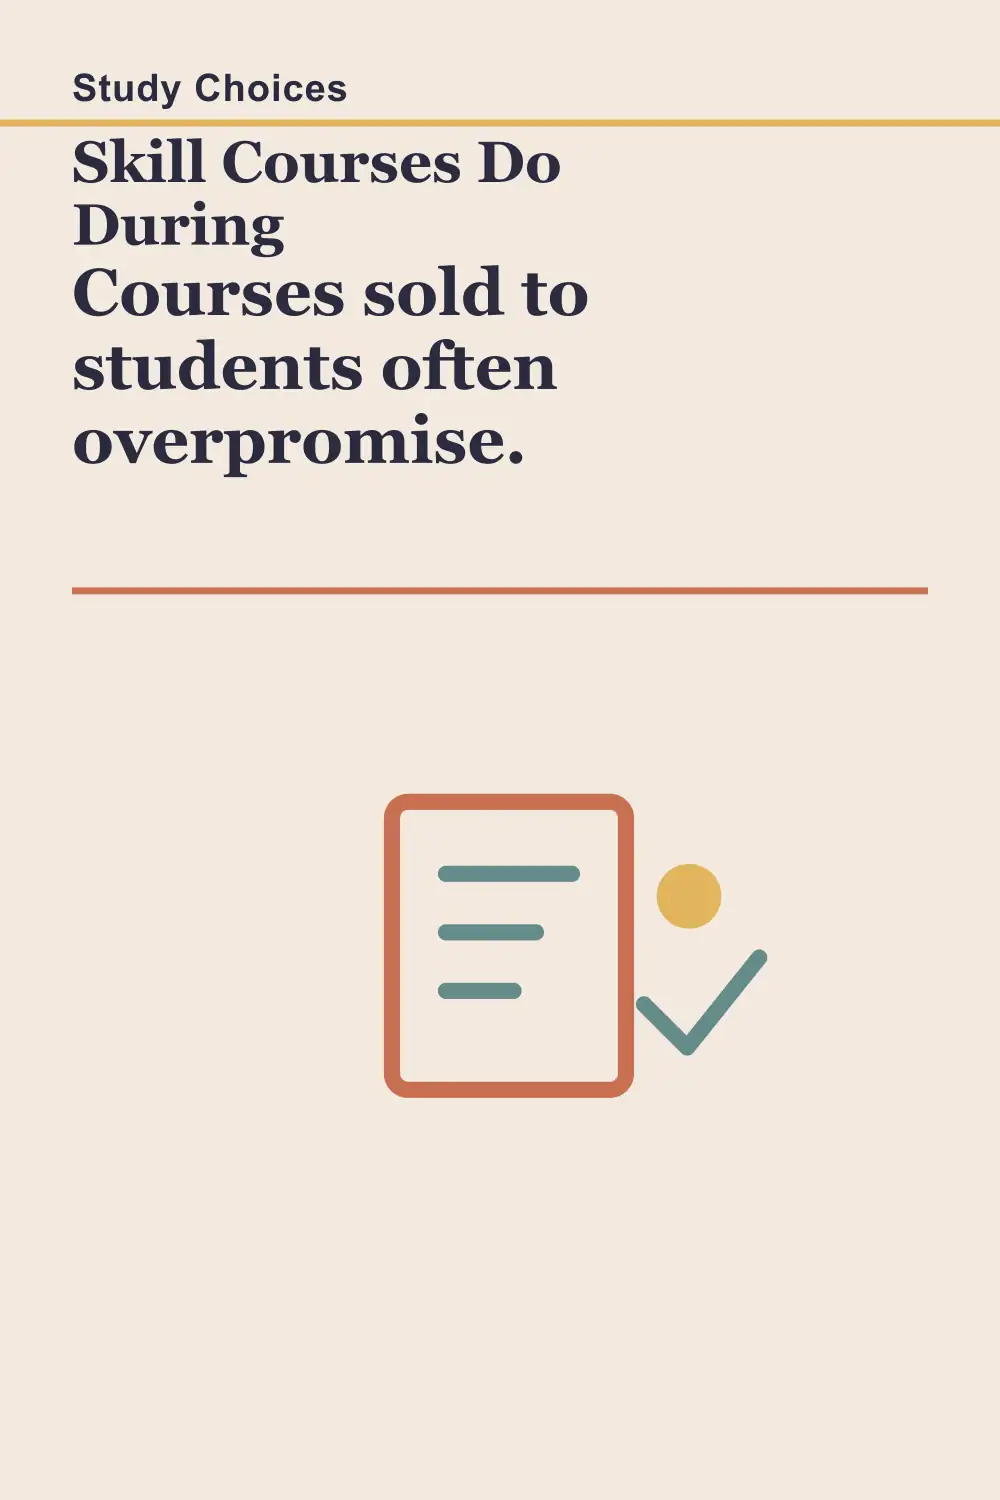 Study Choices
Skill Courses Do
During
Courses sold to
students often
overpromise.